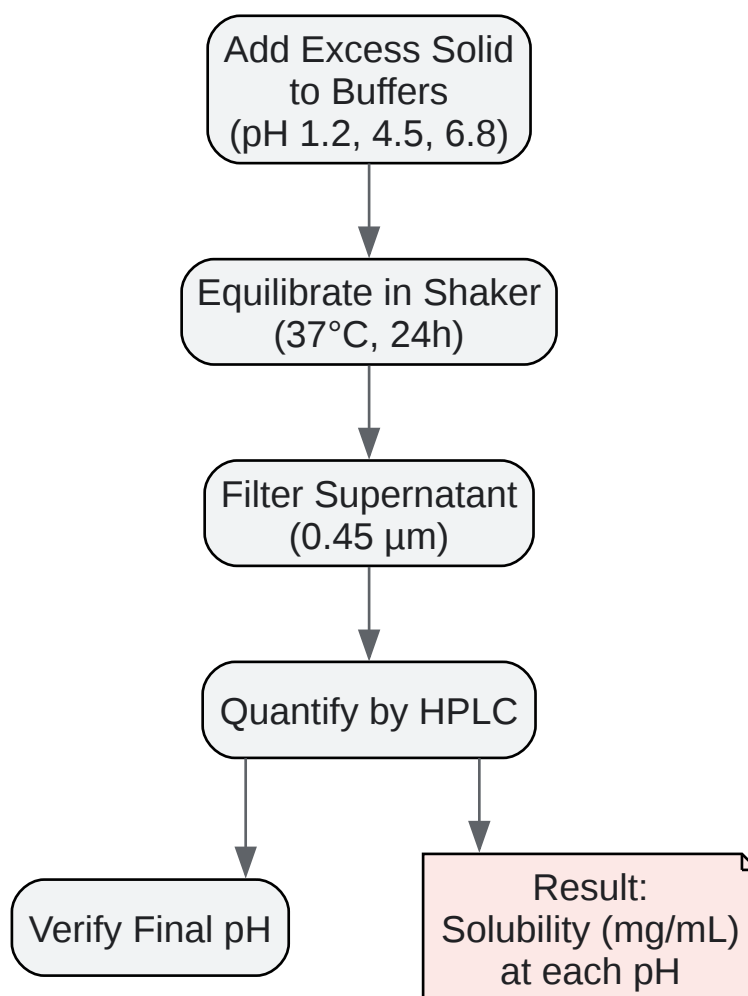 Add Excess Solid
to Buffers
(pH 1.2, 4.5, 6.8)
Equilibrate in Shaker
(37°C, 24h)
Filter Supernatant
(0.45 µm)
Quantify by HPLC
Verify Final pH
Result:
Solubility (mg/mL)
at each pH